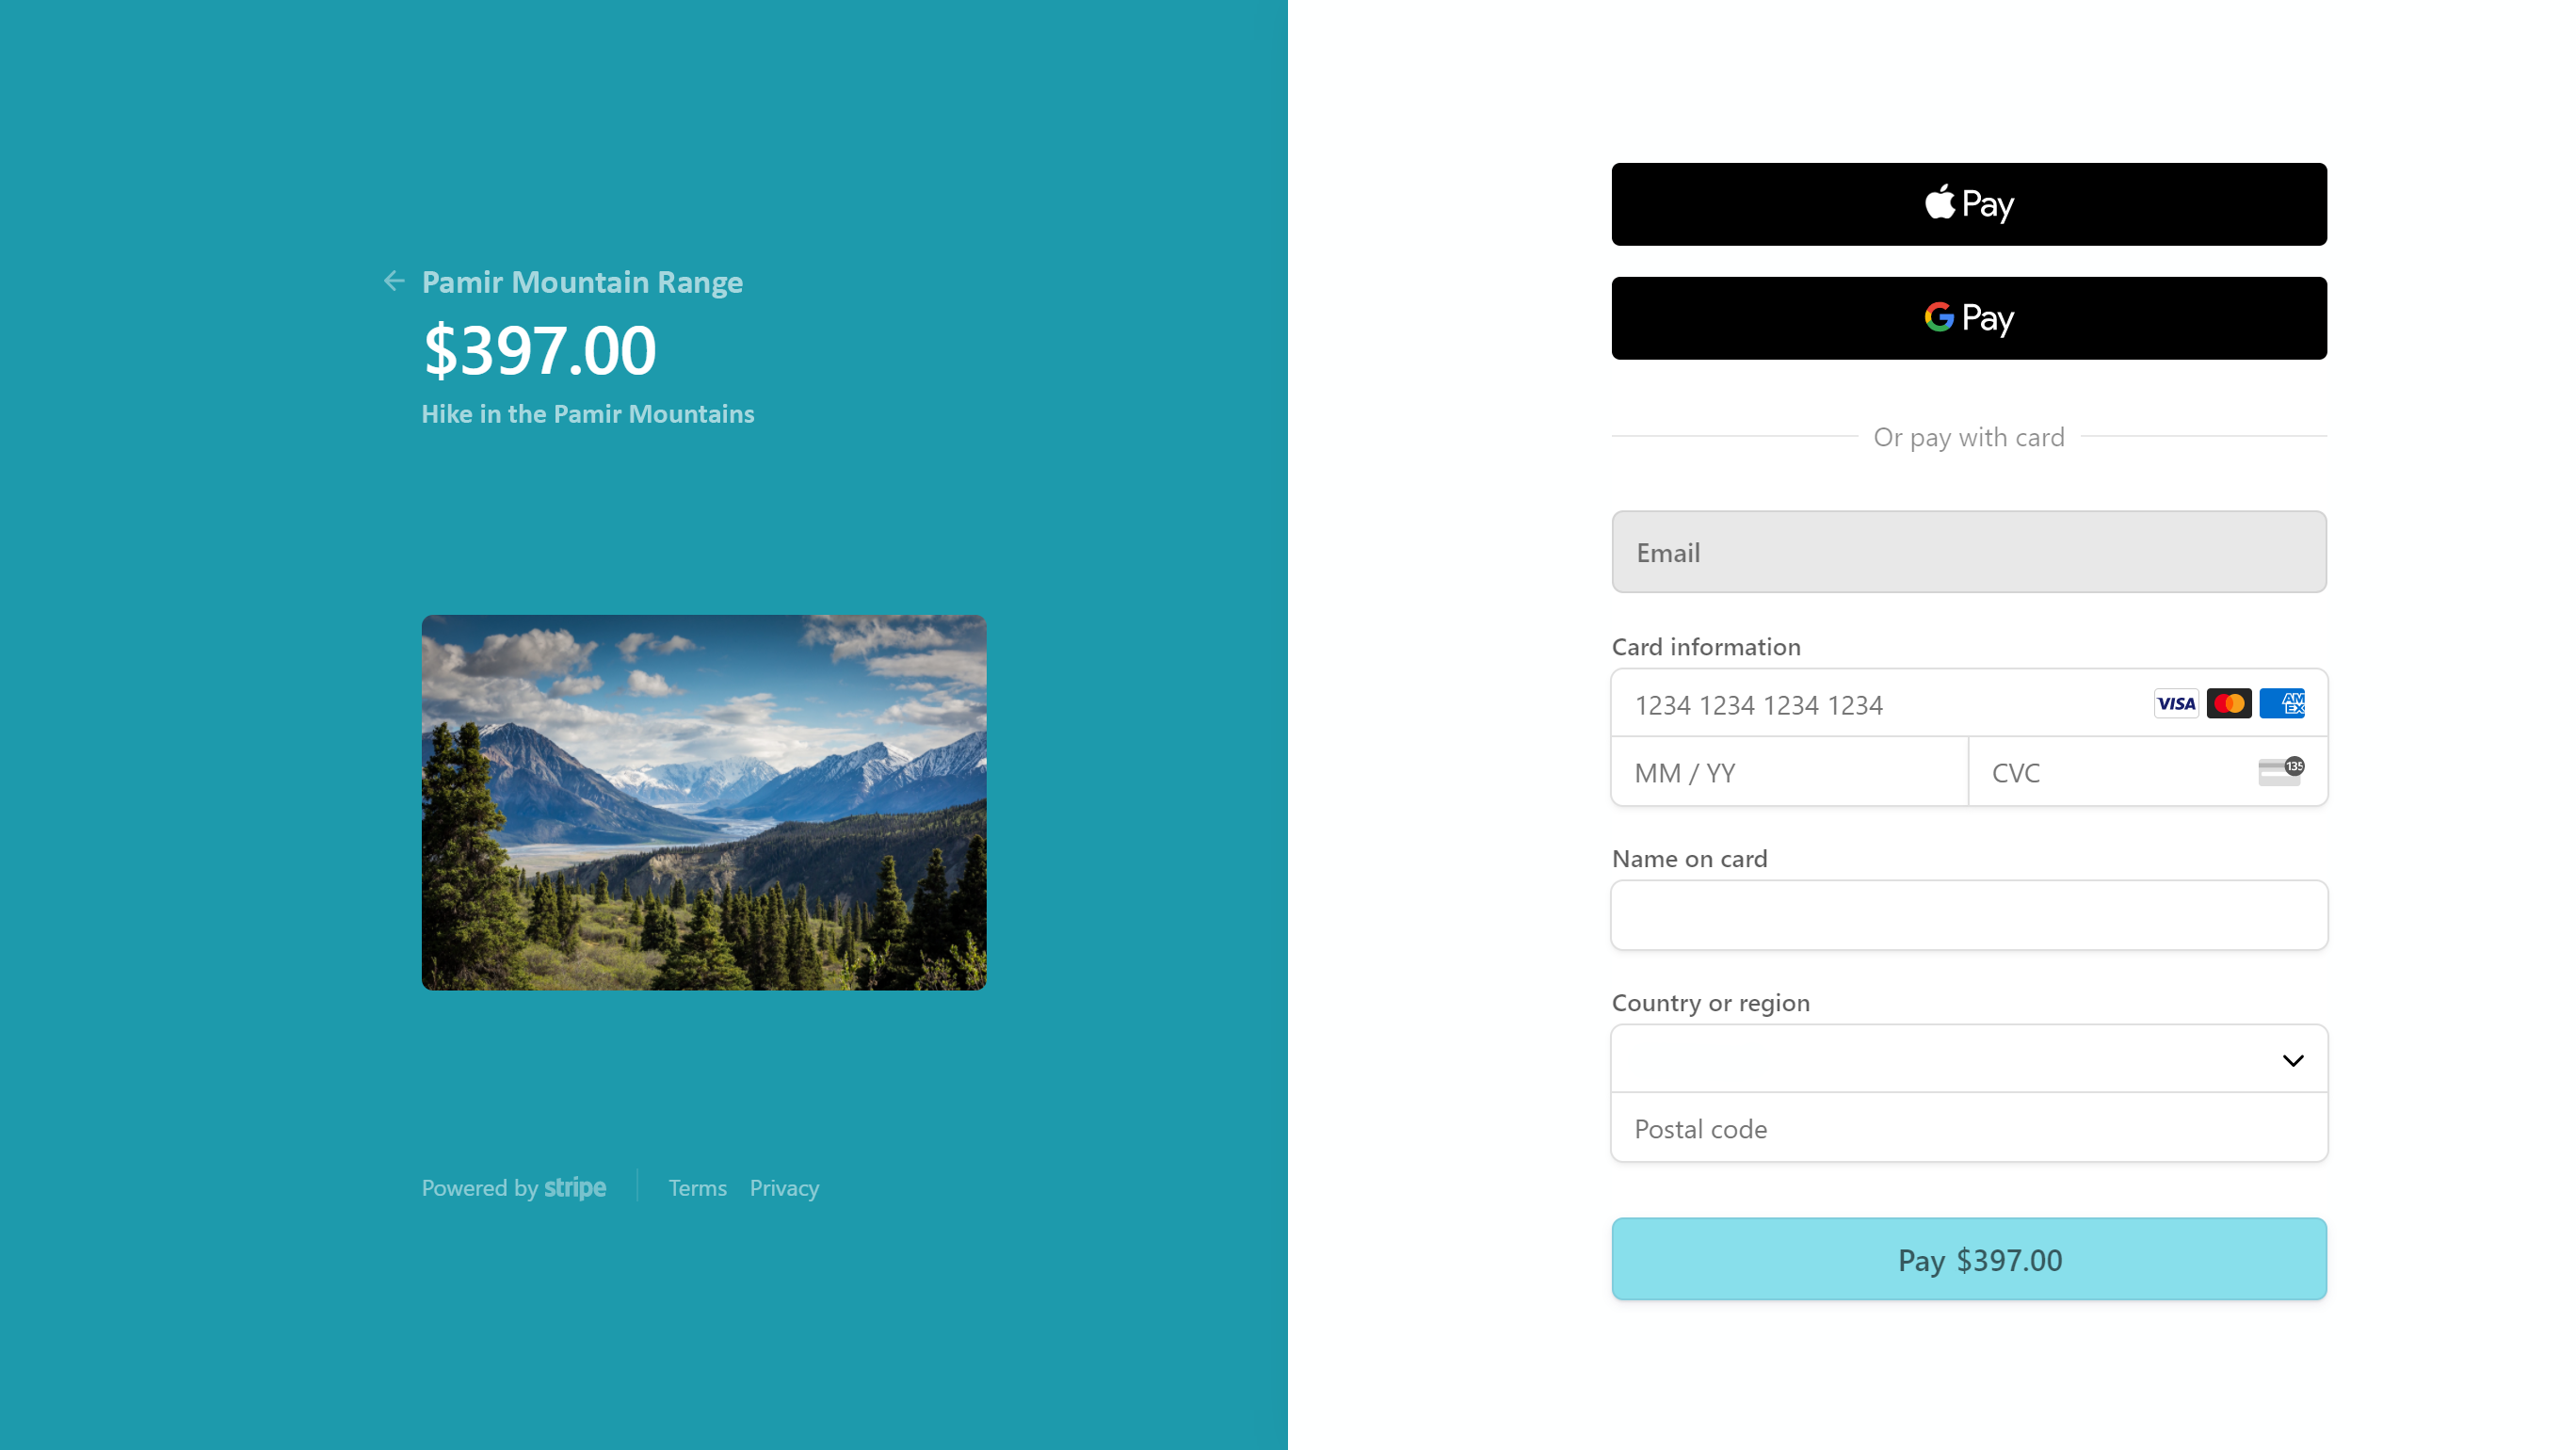 Pamir Mountain Range
$397.00
Hike in the Pamir Mountains
Powered by stripe
Terms
Privacy
Pay
G Pay
Or pay with card
Email
Card information
1234 1234 1234 1234
VISA
AM
EX
MM / YY
CVC
135
Name on card
Country or region
Postal code
Pay $397.00